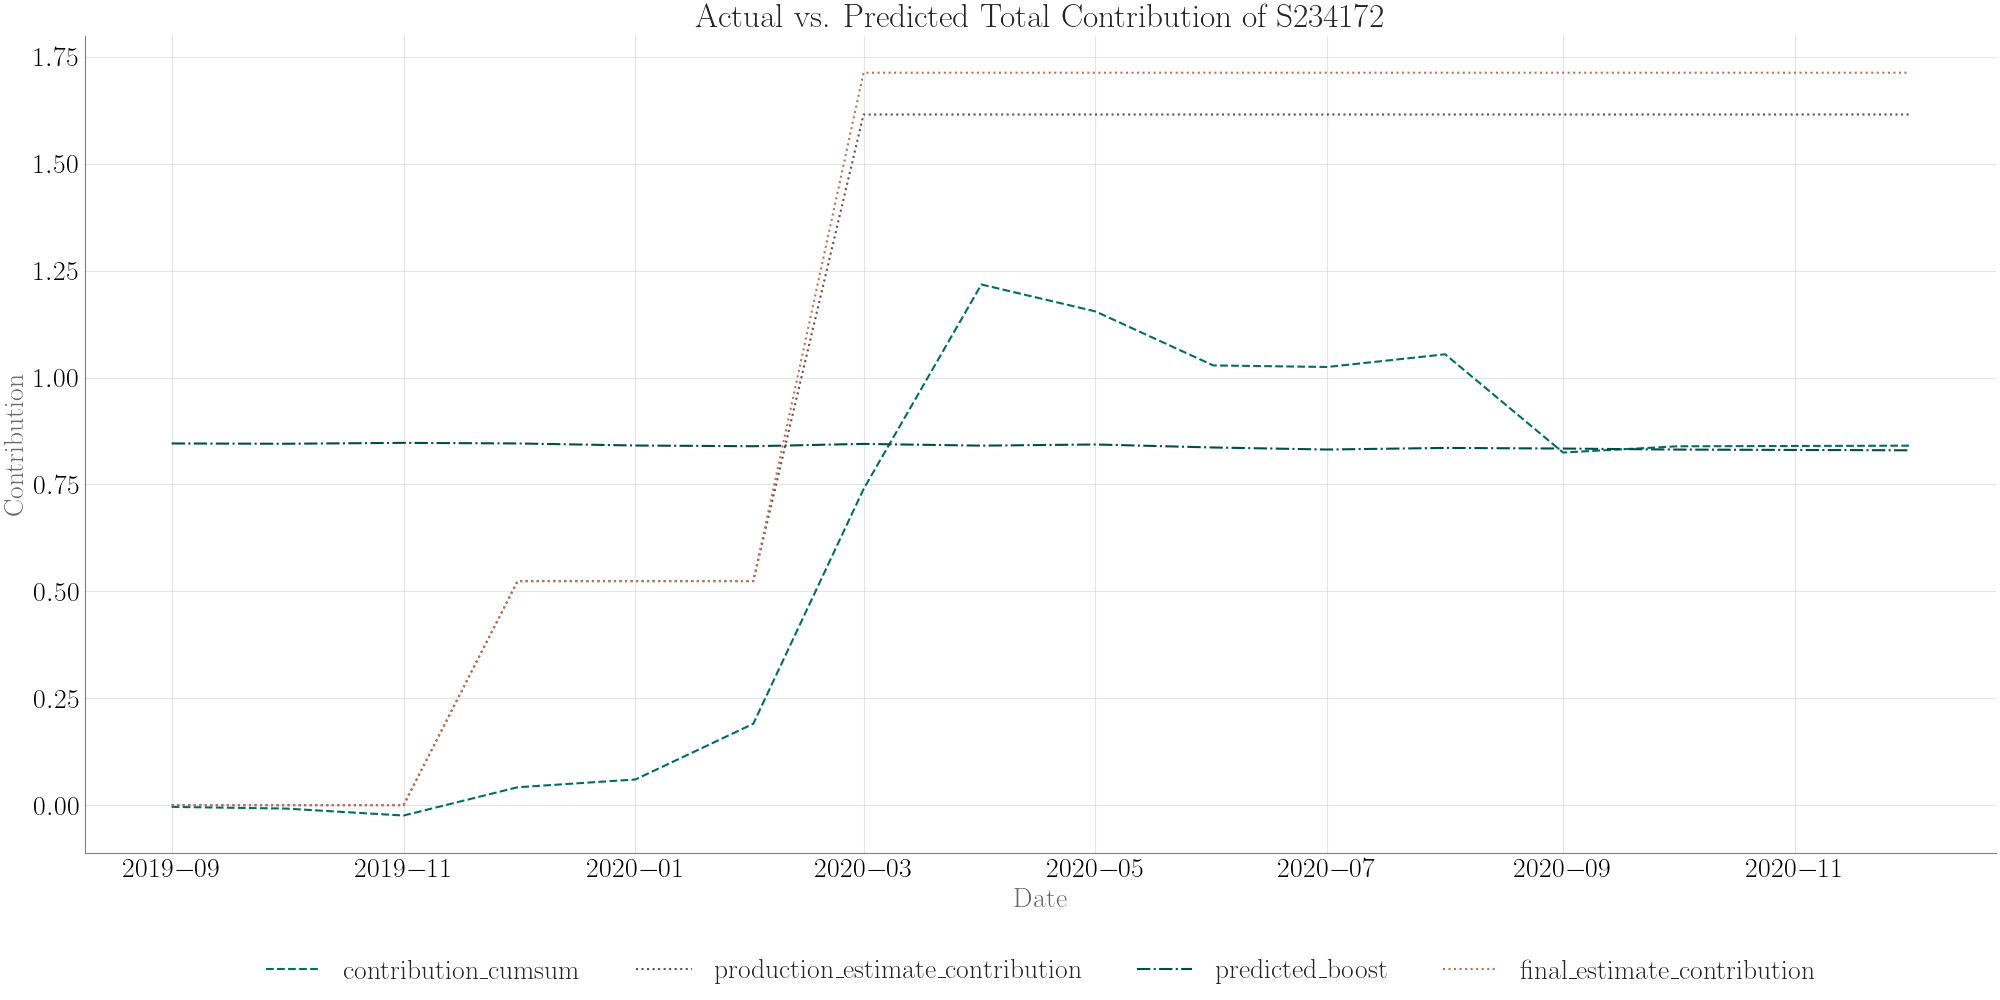 Actual vs. Predicted Total Contribution of S234172
1.75
1.50
1.25
1.00
0.75
0.50
0.25
0.00
Contribution
2019–09 2019–11 2020–01 2020–03 2020–05 2020–07 2020–09 2020–11
Date
contribution_cumsum production_estimate_contribution predicted_boost final_estimate_contribution